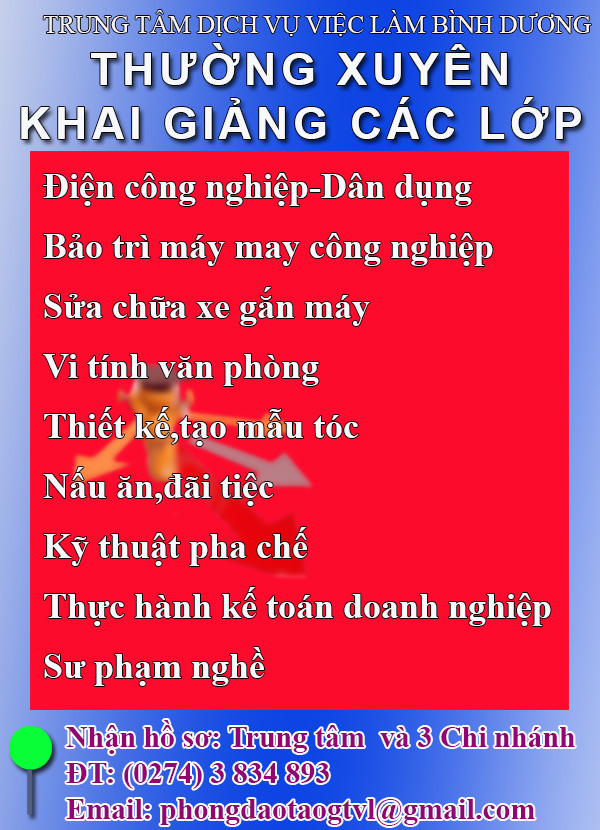 TRUNG TÂM DỊCH VỤ VIỆC LÀM BÌNH DƯƠNG
THƯỜNG XUYÊN
KHAI GIẢNG CÁC LỚP
Điện công nghiệp-Dân dụng
Bảo trì máy may công nghiệp
Sửa chữa xe gắn máy
Vi tính văn phòng
Thiết kế,tạo mẫu tóc
Nấu ăn,đãi tiệc
Kỹ thuật pha chế
Thực hành kế toán doanh nghiệp
Sư phạm nghề
Nhận hồ sơ: Trung tâm và 3 Chi nhánh
ĐT: (0274) 3 834 893
Email: phongdaotaogtvl@gmail.com